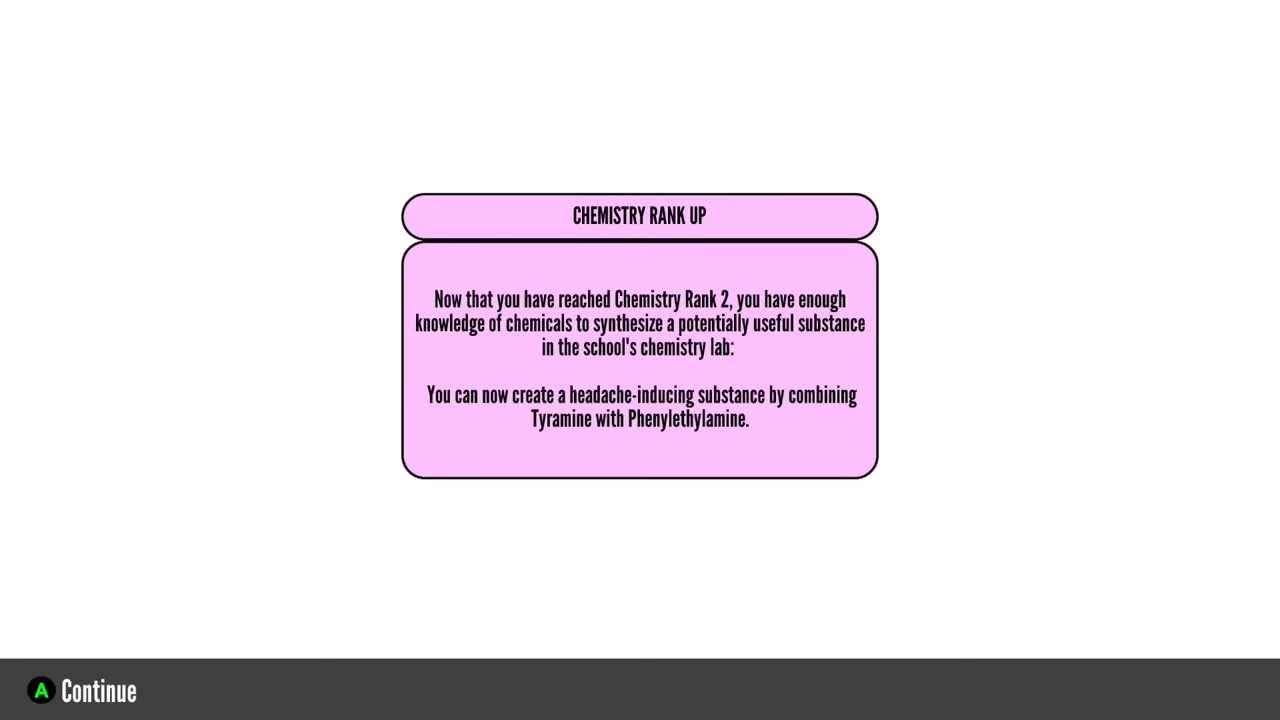 CHEMISTRY RANK UP
Now that you have reached Chemistry Rank 2, you have enough
knowledge of chemicals to synthesize a potentially useful substance
in the school's chemistry lab:
You can now create a headache-inducing substance by combining
Tyramine with Phenylethylamine.
A Continue